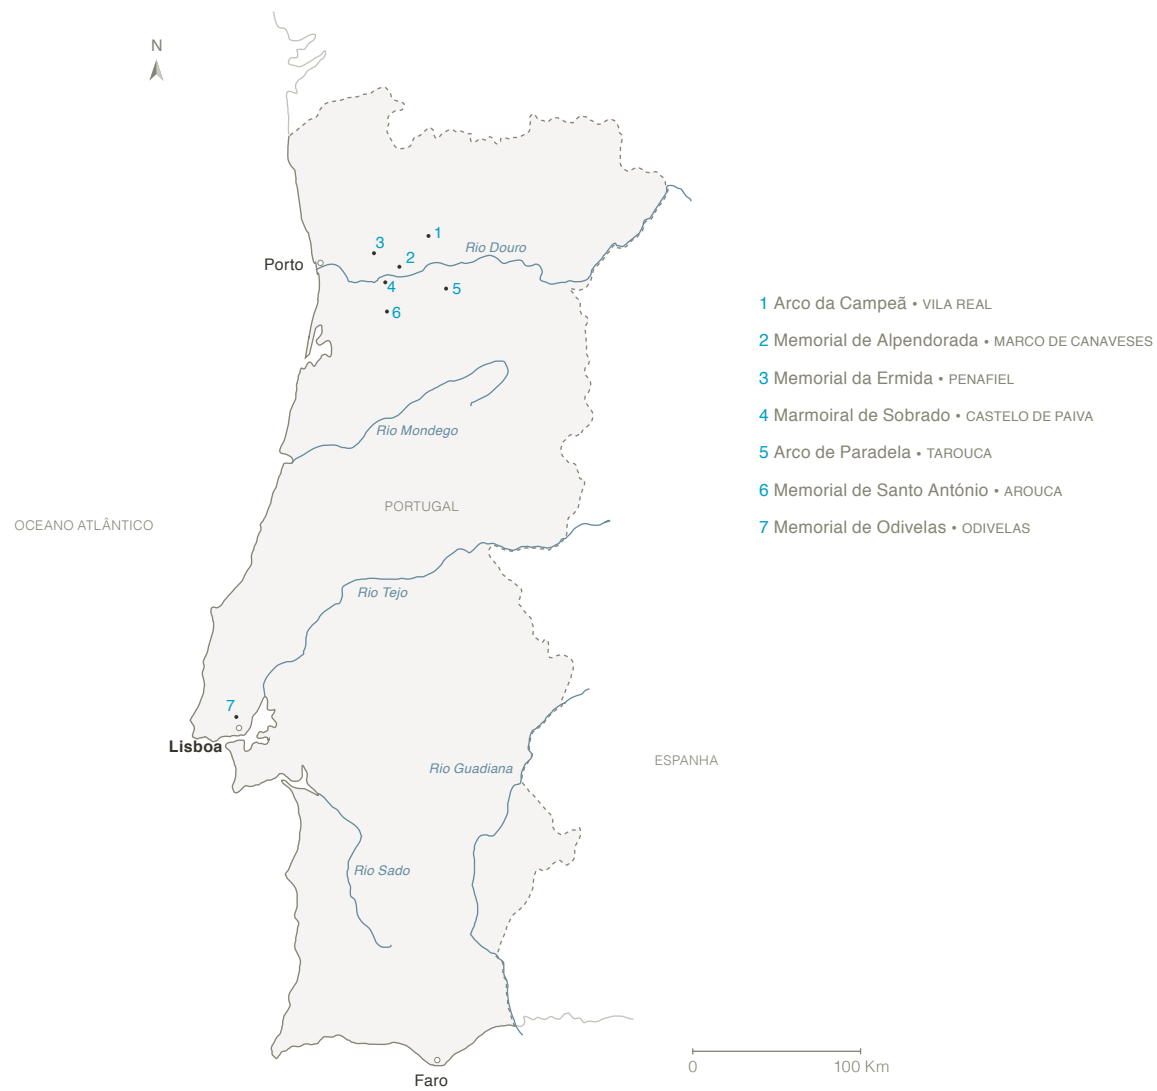 N
1
3
Rio Douro
2
Porto
4
5
6
1 Arco da Campeã • VILA REAL
2 Memorial de Alpendorada • MARCO DE CANAVESES
3 Memorial da Ermida • PENAFIEL
4 Marmoiral de Sobrado • CASTELO DE PAIVA
5 Arco de Paradela • TAROUCA
6 Memorial de Santo António • AROUCA
7 Memorial de Odivelas • ODIVELAS
Rio Mondego
PORTUGAL
OCEANO ATLÂNTICO
Rio Tejo
7
Lisboa
ESPANHA
Rio Guadiana
Rio Sado
0 100 Km
Faro